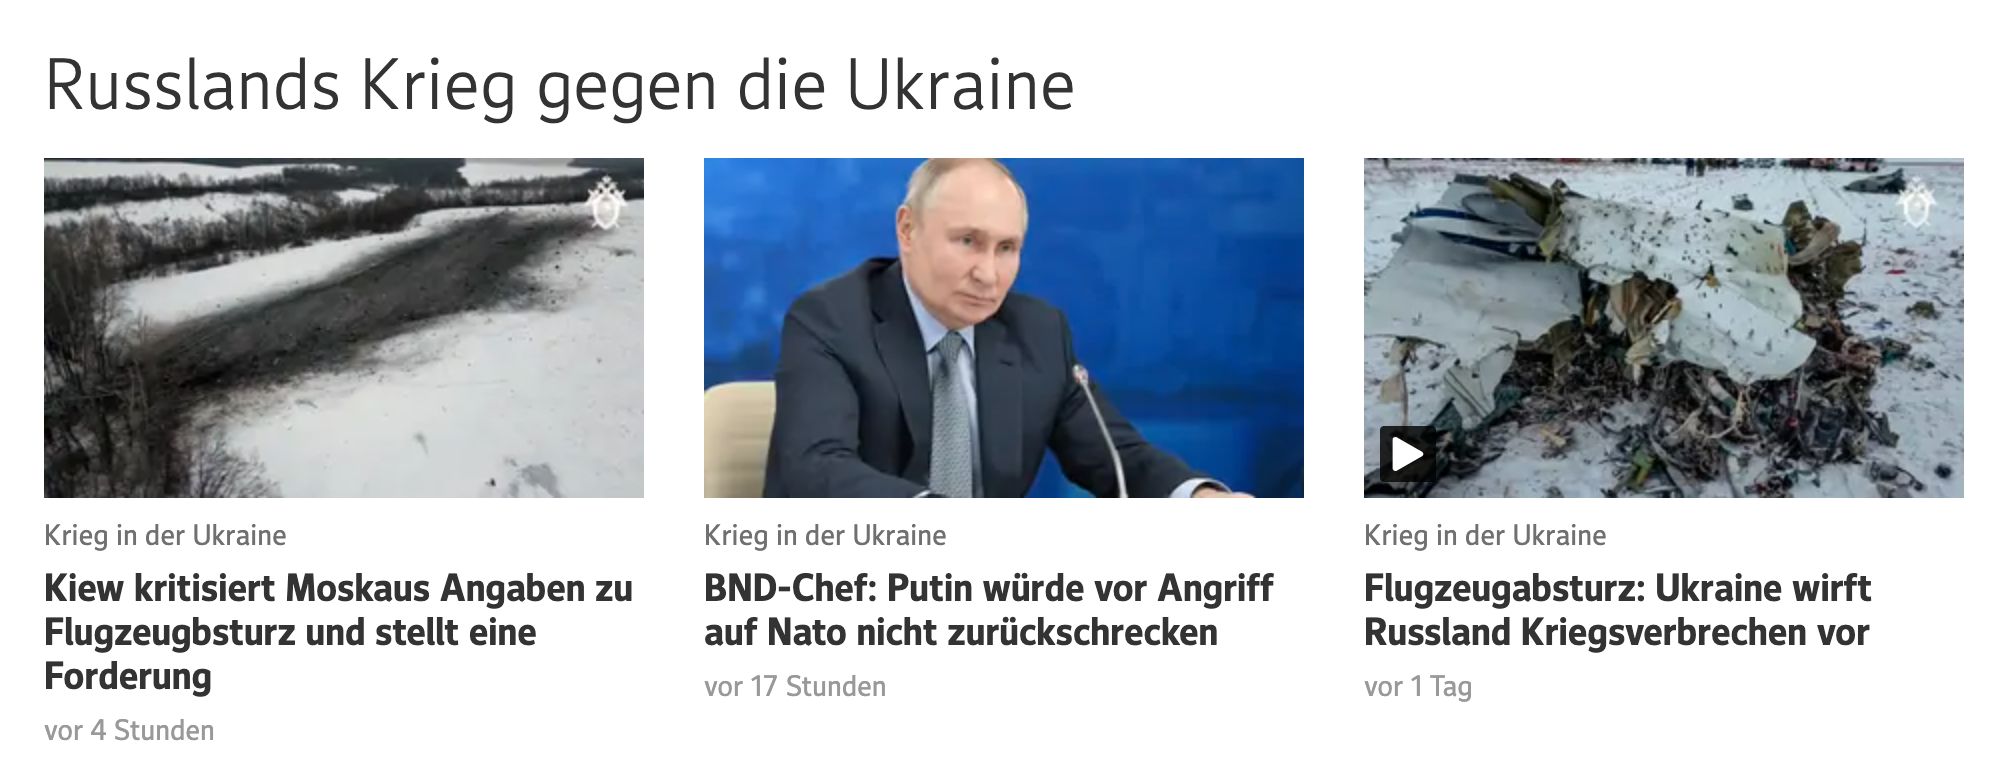 Russlands Krieg gegen die Ukraine
Krieg in der Ukraine
Kiew kritisiert Moskaus Angaben zu
Flugzeugbsturz und stellt eine
Forderung
vor 4 Stunden
Krieg in der Ukraine
BND-Chef: Putin würde vor Angriff
auf Nato nicht zurückschrecken
vor 17 Stunden
Krieg in der Ukraine
Flugzeugabsturz: Ukraine wirft
Russland Kriegsverbrechen vor
vor 1 Tag